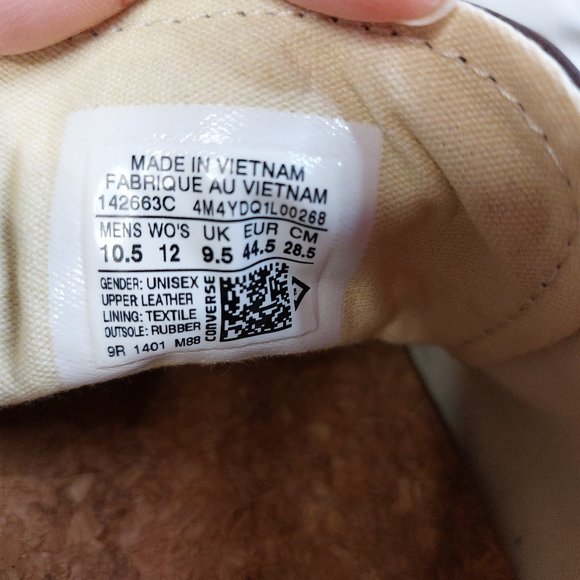 MADE IN VIETNAM
FABRIQUE AU VIETNAM
142663C 4M4YDQ1L00268
MENS WO'S UK EUR CM
10.5 12 9.5 44.5 28.5
GENDER: UNISEX
UPPER LEATHER
LINING: TEXTILE
OUTSOLE: RUBBER
9R 1401 M88
CONVERSE